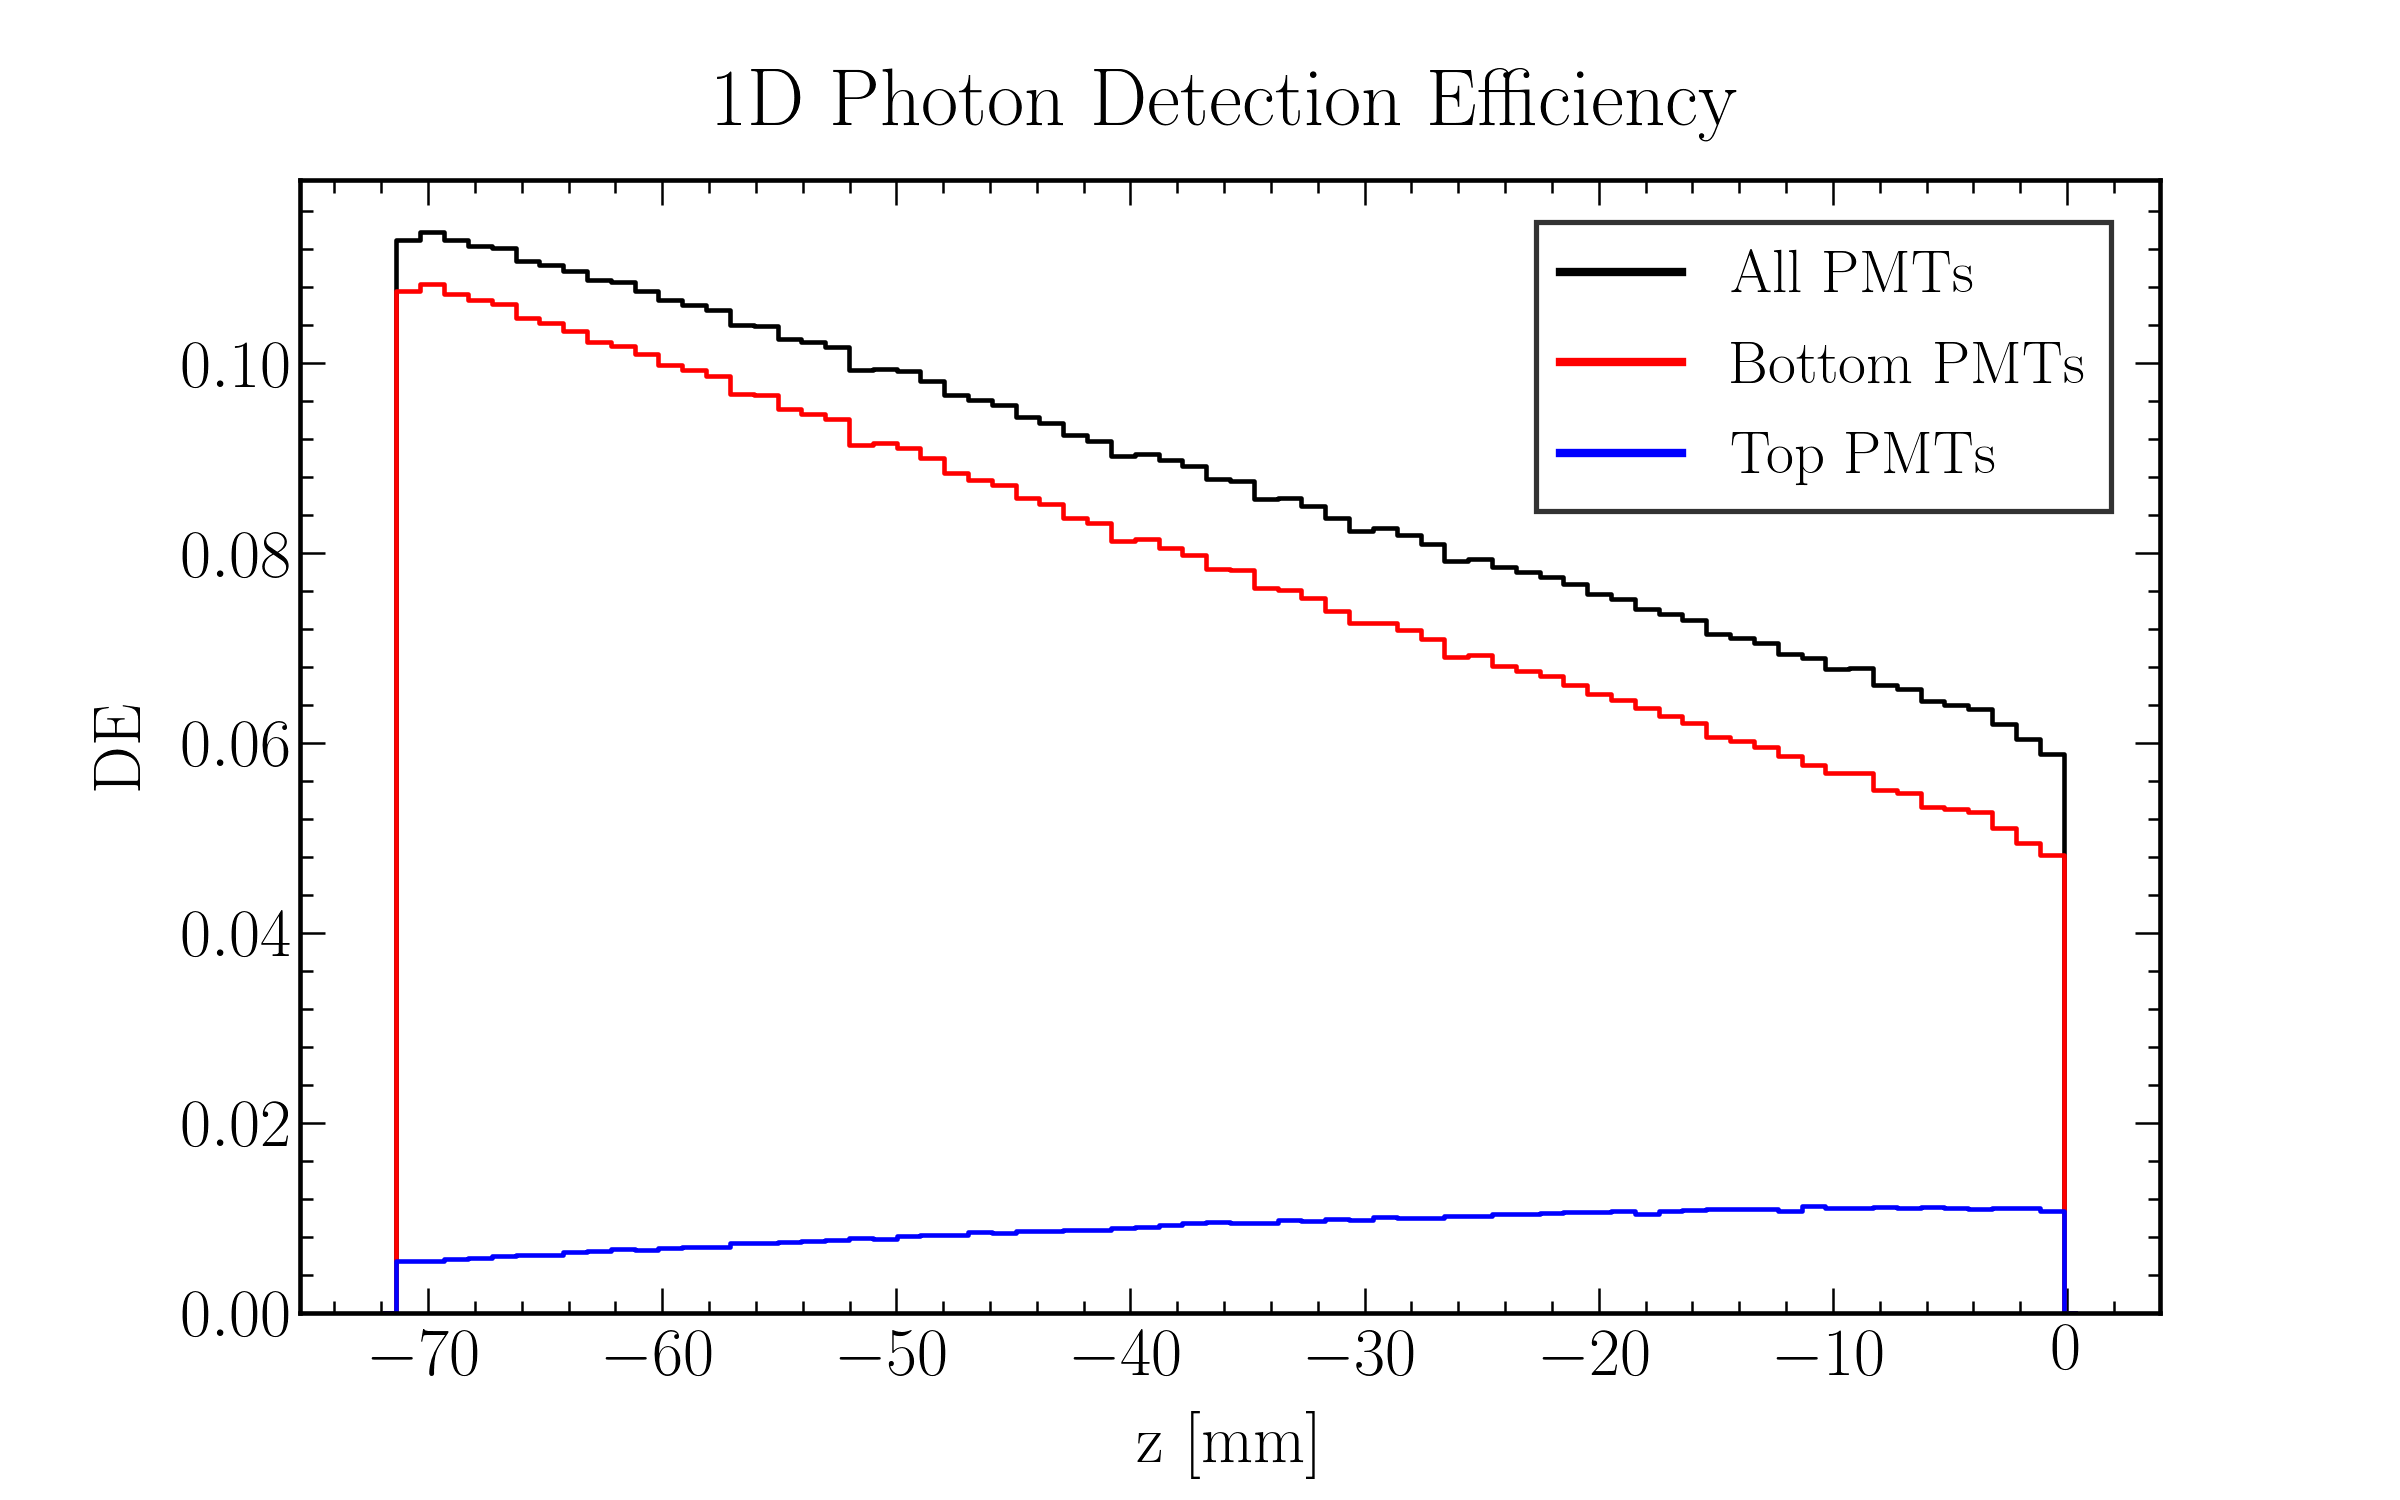 1D Photon Detection Efficiency
All PMTs
Bottom PMTs
Top PMTs
DE
0.10
0.08
0.06
0.04
0.02
0.00
−70 −60 −50 −40 −30 −20 −10 0
z [mm]